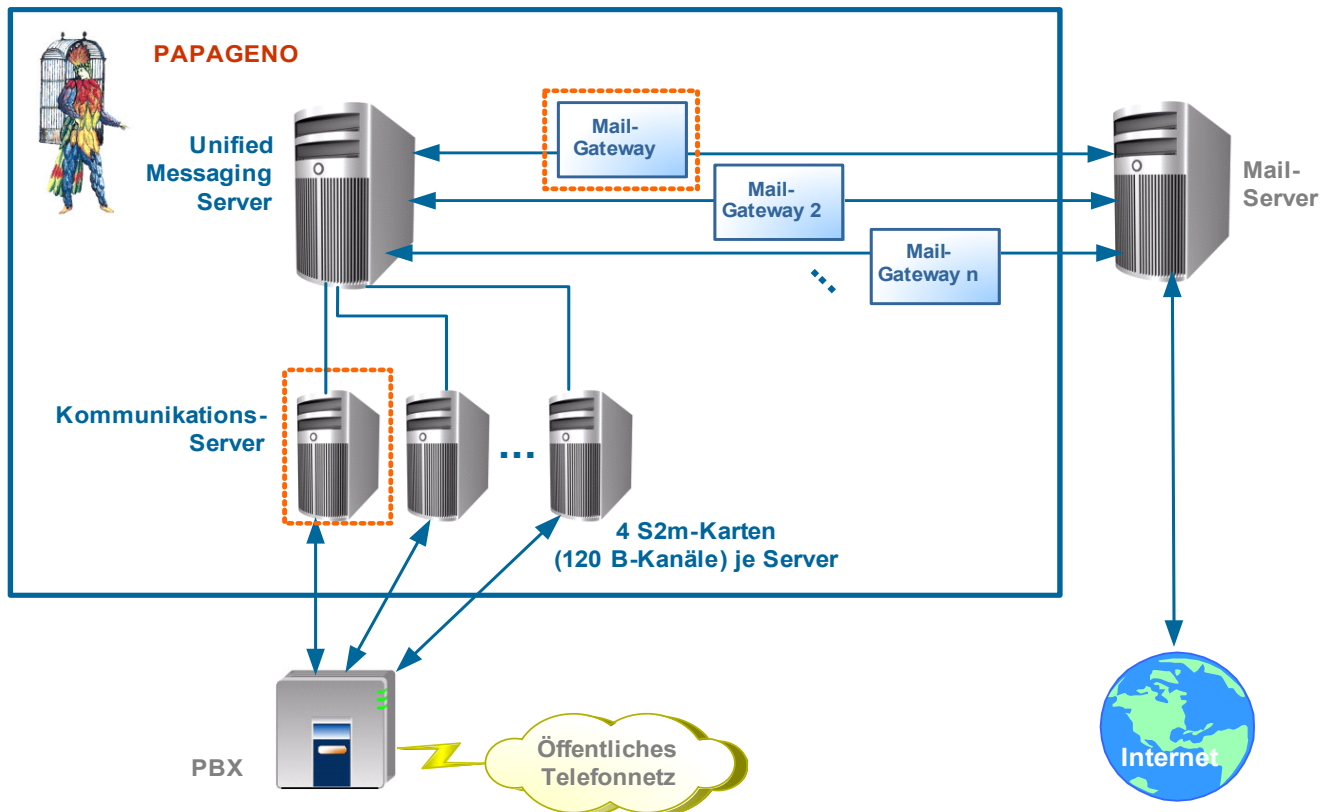 PAPAGENO
Unified
Messaging
Server
Mail-
Gateway
Mail-
Gateway 2
Mail-
Gateway n
Mail-
Server
Kommunikations-
Server
...
4 S2m-Karten
(120 B-Kanäle) je Server
PBX
Öffentliches
Telefonnetz
Internet